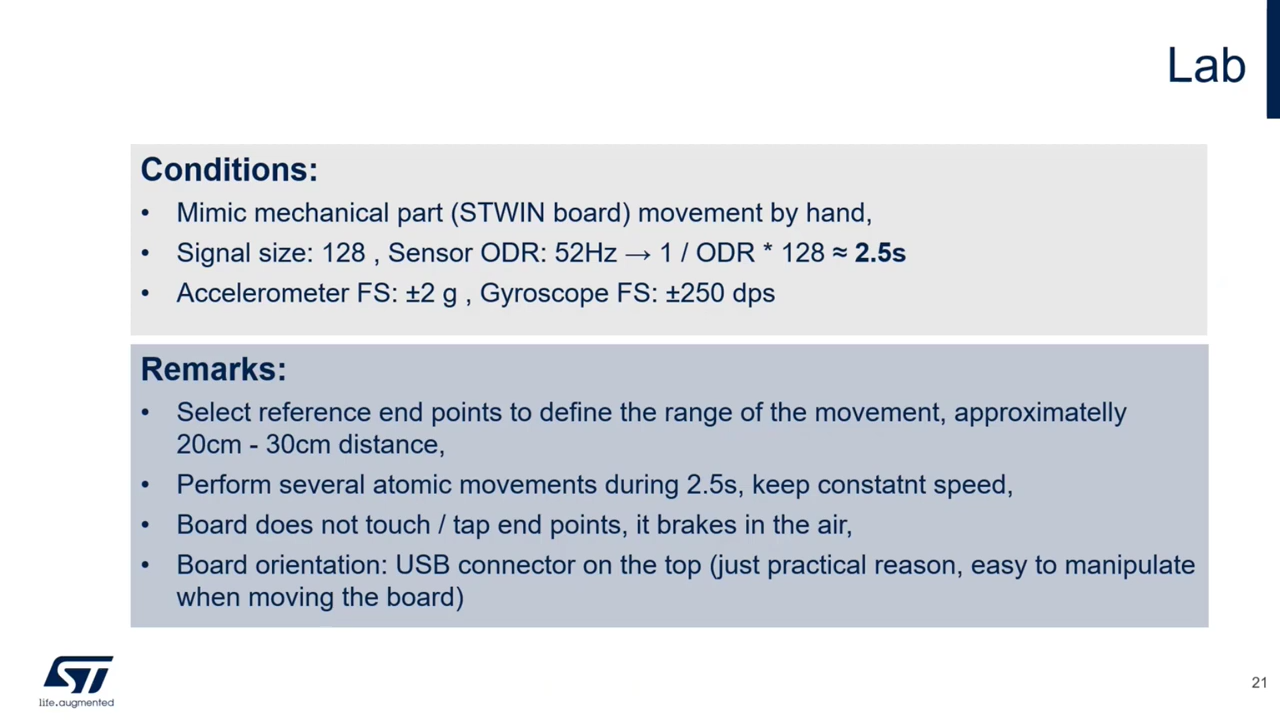 Lab
Conditions:
• Mimic mechanical part (STWIN board) movement by hand,
• Signal size: 128 , Sensor ODR: 52Hz → 1 / ODR * 128 ≈ 2.5s
• Accelerometer FS: ±2 g , Gyroscope FS: ±250 dps
Remarks:
• Select reference end points to define the range of the movement, approximatelly
20cm - 30cm distance,
• Perform several atomic movements during 2.5s, keep constatnt speed,
• Board does not touch / tap end points, it brakes in the air,
• Board orientation: USB connector on the top (just practical reason, easy to manipulate
when moving the board)
ST
life.augmented
21